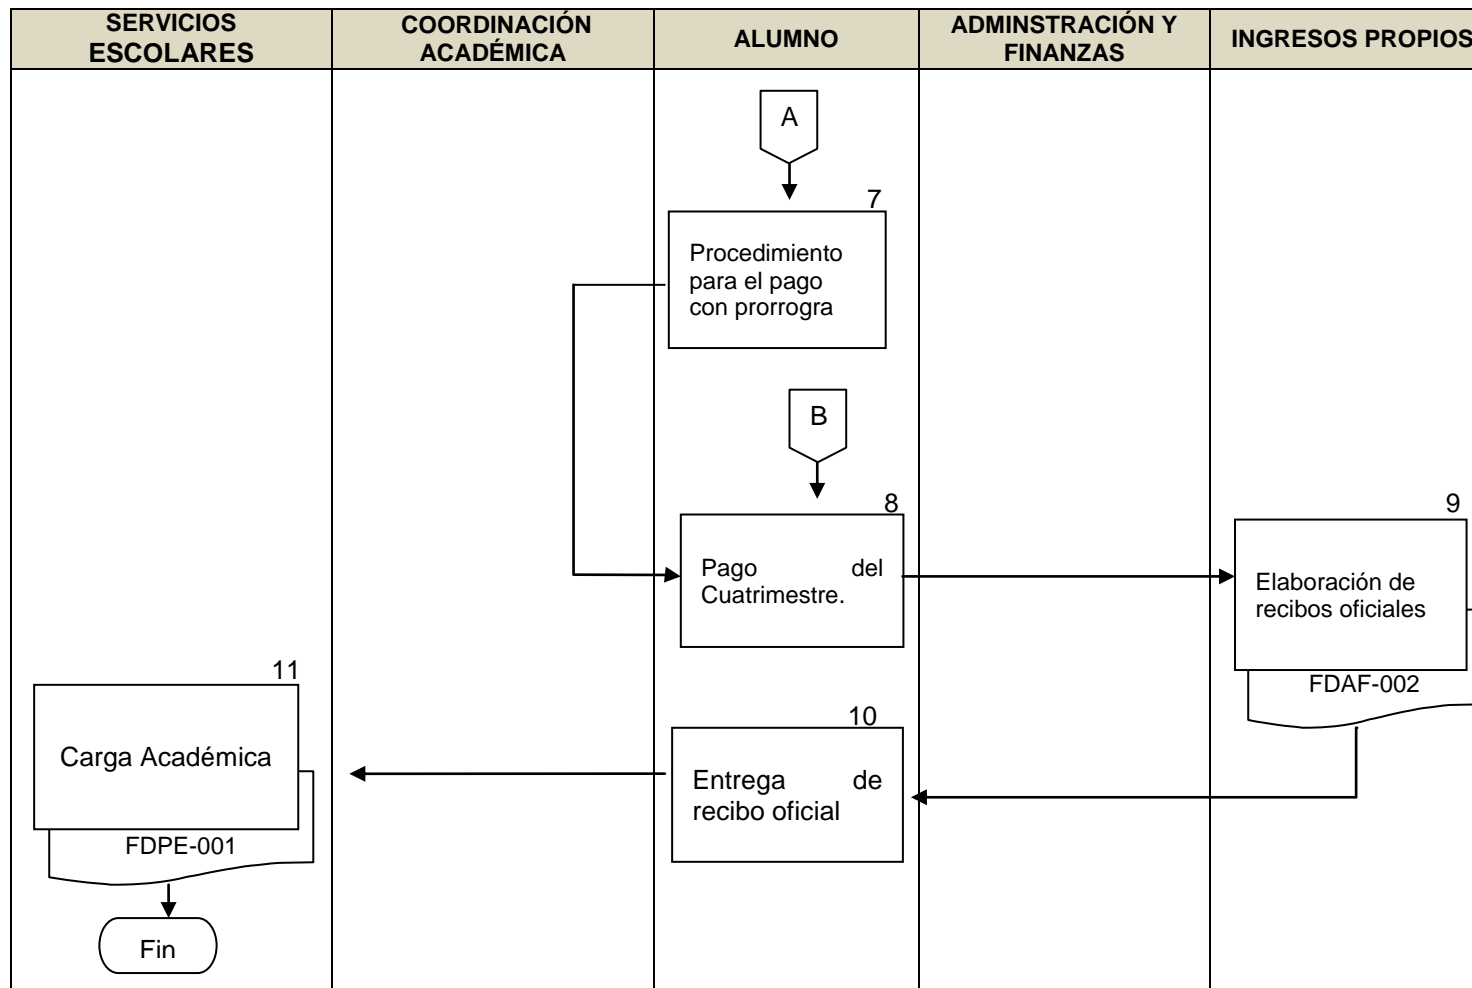 SERVICIOS
ESCOLARES
COORDINACIÓN
ACADÉMICA
ALUMNO
ADMINSTRACIÓN Y
FINANZAS
INGRESOS PROPIOS
A
7
Procedimiento
para el pago
con prorrogra
B
8
Pago del
Cuatrimestre.
9
Elaboración de
recibos oficiales
FDAF-002
10
Entrega de
recibo oficial
11
Carga Académica
FDPE-001
Fin